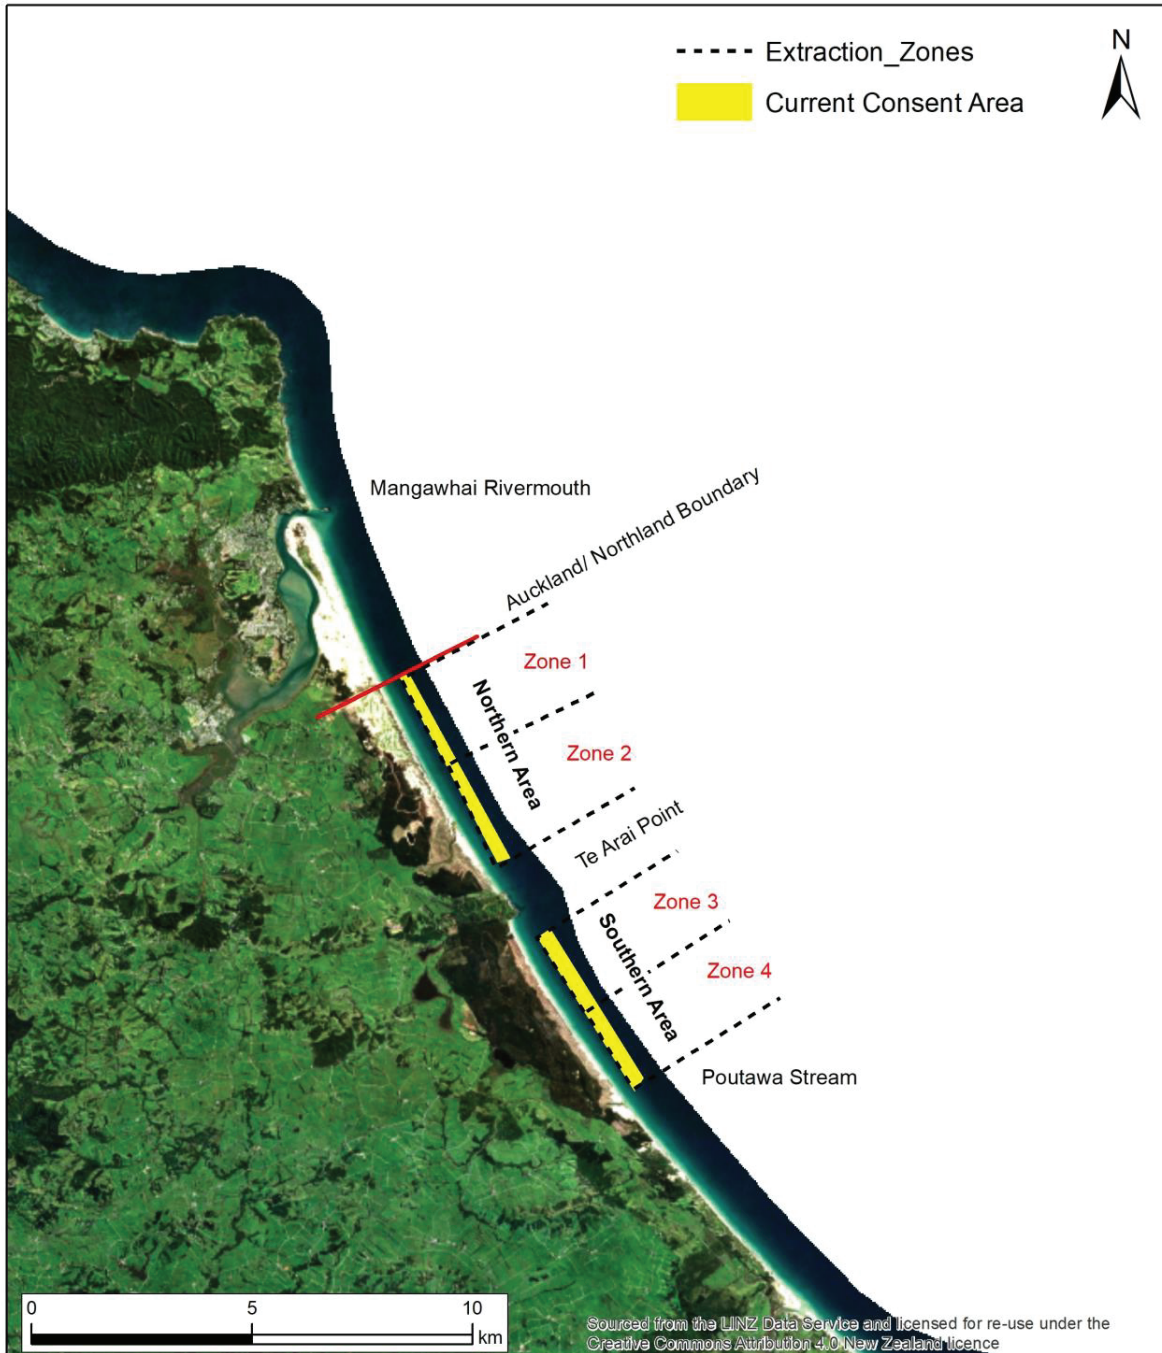 Extraction_Zones
N
Current Consent Area
Mangawhai Rivermouth
Auckland/ Northland Boundary
Zone 1
Northern Area
Zone 2
Te Arai Point
Zone 3
Southern Area
Zone 4
Poutawa Stream
0 5 10
km
Sourced from the LINZ Data Service and licensed for re-use under the
Creative Commons Attribution 4.0 New Zealand licence